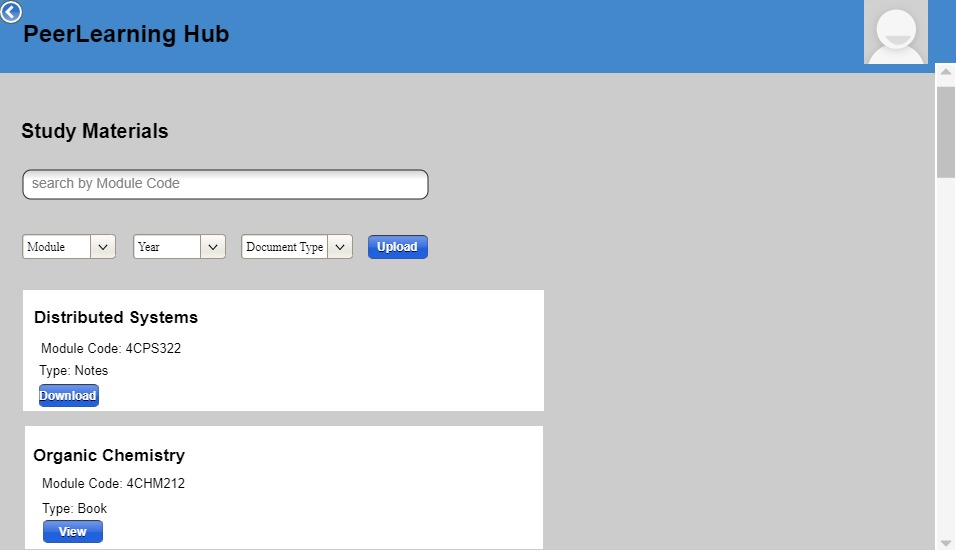 PeerLearning Hub
Study Materials
search by Module Code
Module Year Document Type Upload
Distributed Systems
Module Code: 4CPS322
Type: Notes
Download
Organic Chemistry
Module Code: 4CHM212
Type: Book
View